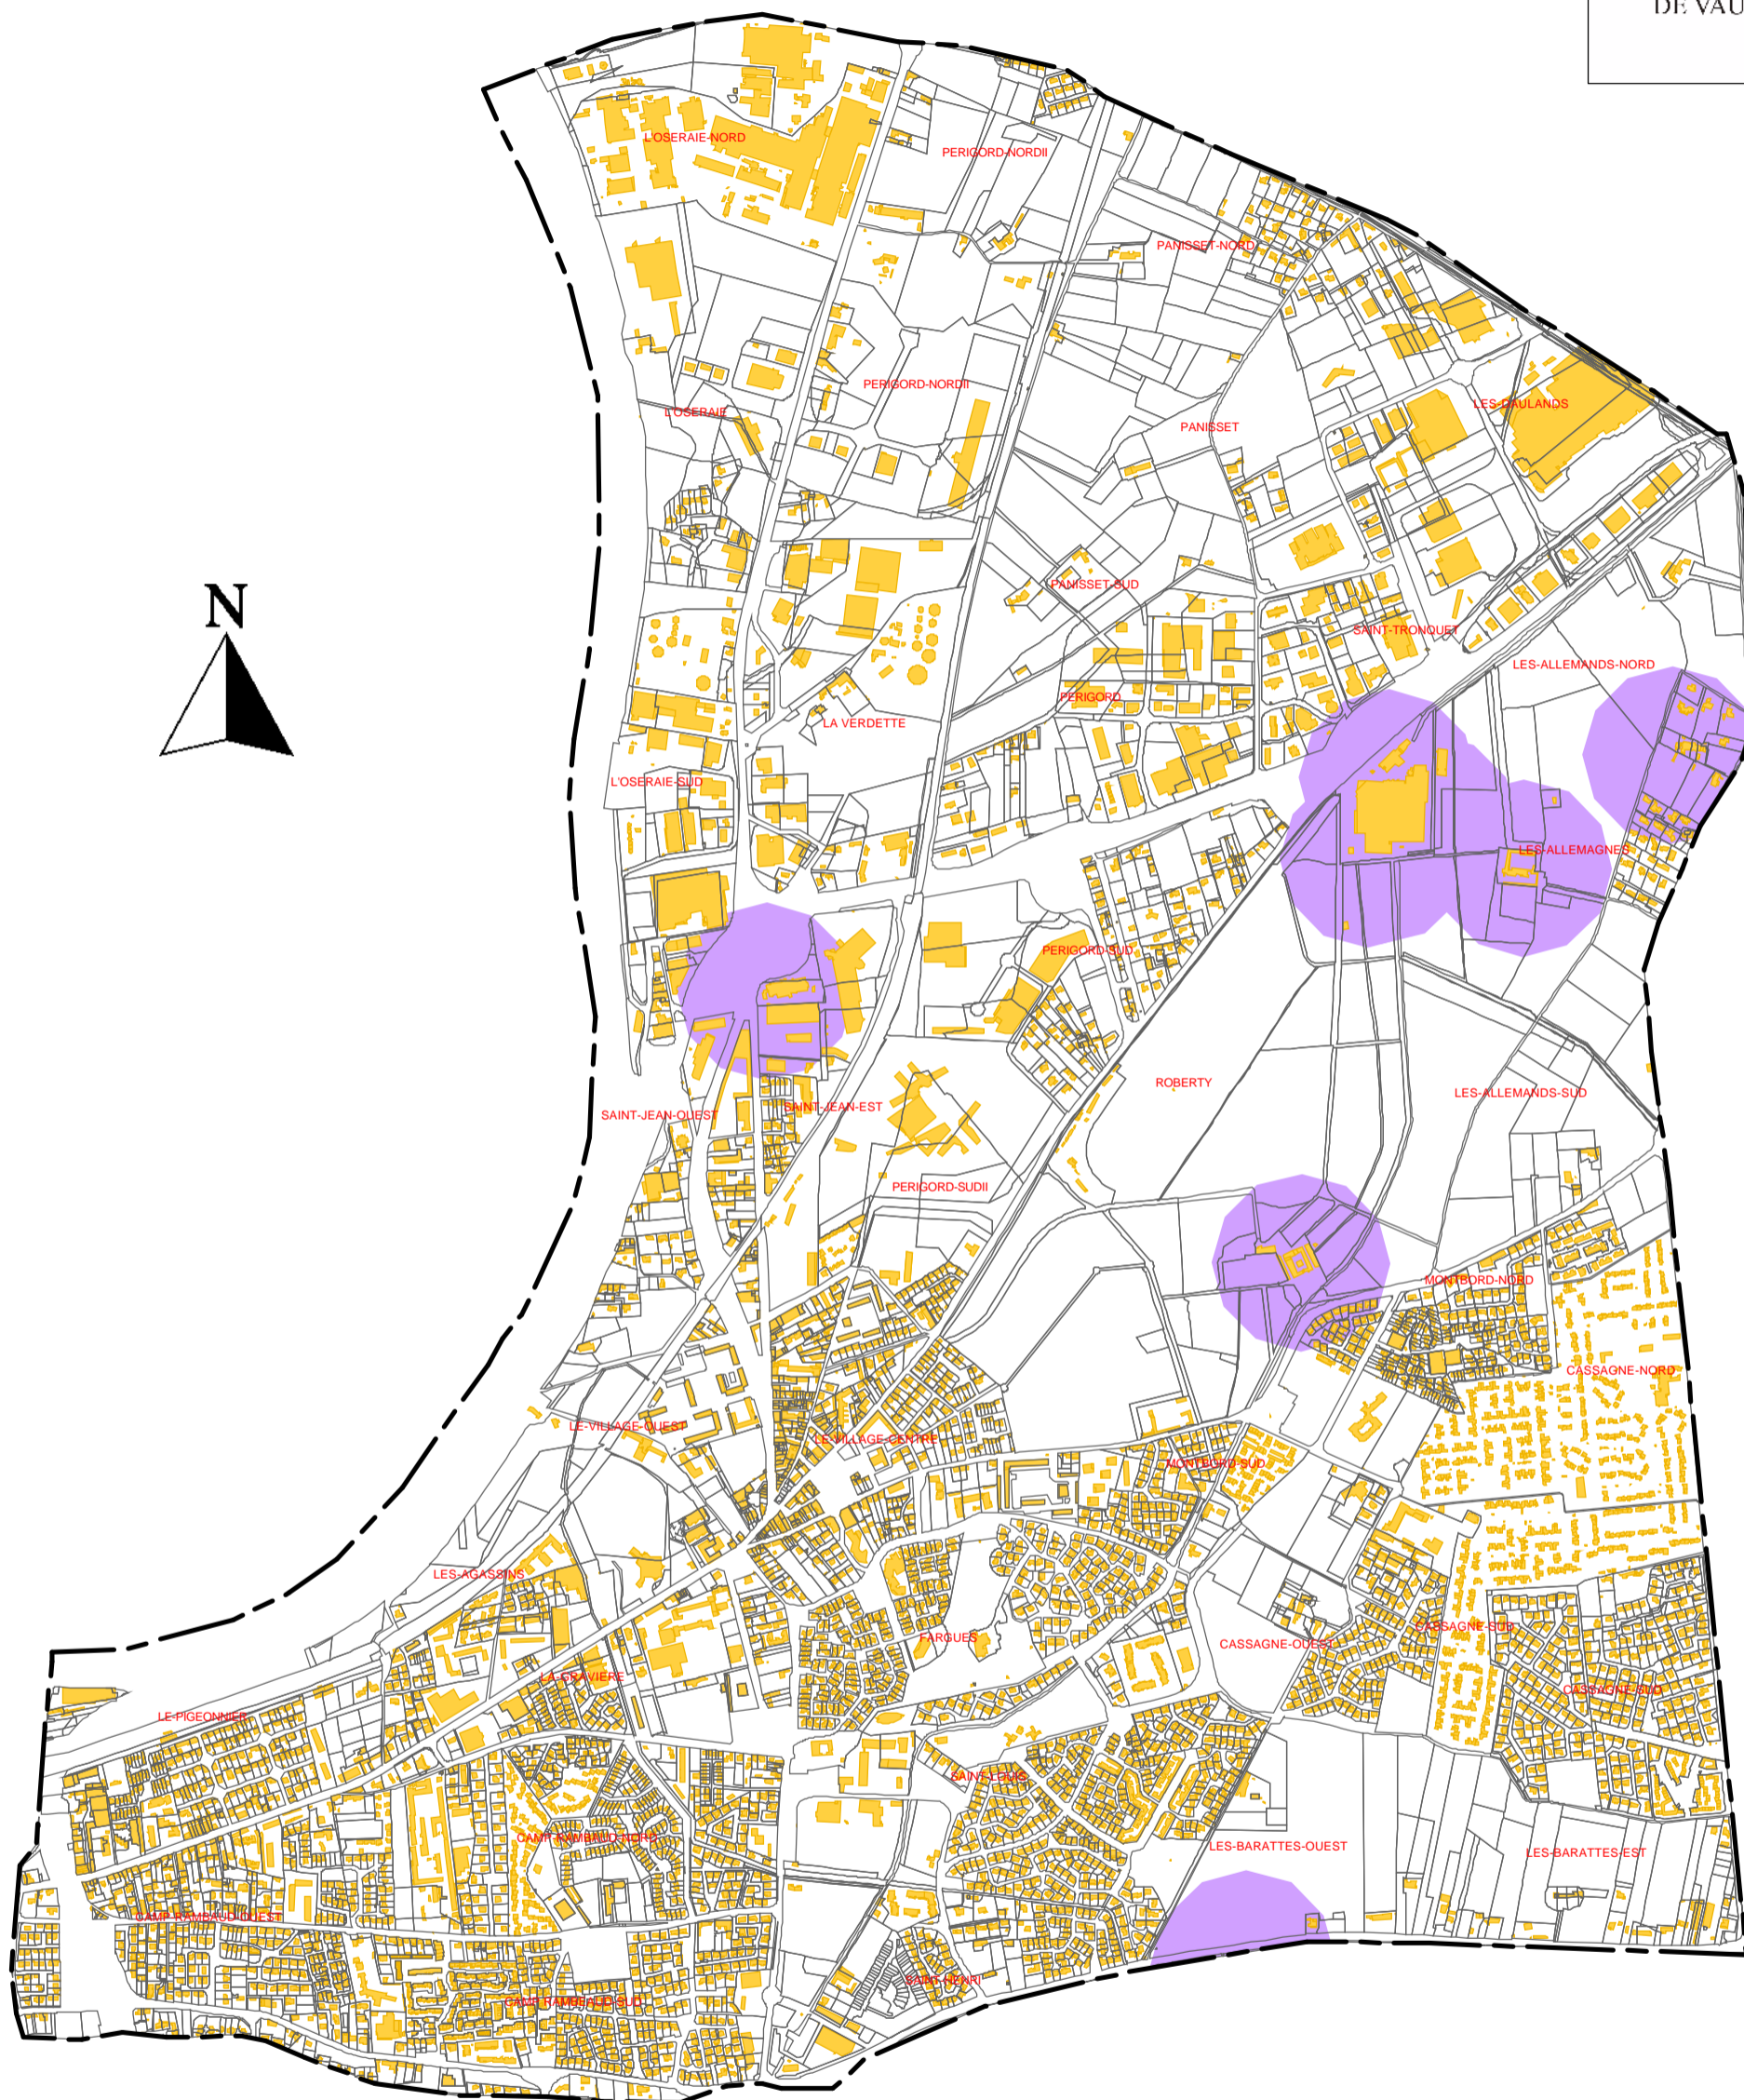 DE VAU
L'OSERAIE-NORD
PERIGORD-NORDII
PANISSET-NORD
PERIGORD-NORDII
L'OSERAIE
LES-DAULANDS
PANISSET
PANISSET-SUD
N
SAINT-TRONQUET
LES-ALLEMANDS-NORD
PERIGORD
LA VERDETTE
L'OSERAIE-SUD
LES-ALLEMAGNES
PERIGORD-SUD
ROBERTY
LES-ALLEMANDS-SUD
SAINT-JEAN-EST
SAINT-JEAN-OUEST
PERIGORD-SUDII
MONTBORD-NORD
CASSAGNE-NORD
LE-VILLAGE-OUEST
LE-VILLAGE-CENTRE
MONTBORD-SUD
LES-AGASSINS
CASSAGNE-SUD
FARGUES
CASSAGNE-OUEST
LA-GRAVIERE
CASSAGNE-SUD
LE-PIGEONNIER
SAINT-LOUIS
CAMP-RAMBAUD-NORD
LES-BARATTES-OUEST
LES-BARATTES-EST
CAMP-RAMBAUD-OUEST
SAINT-HENRI
CAMP-RAMBEAUD-SUD